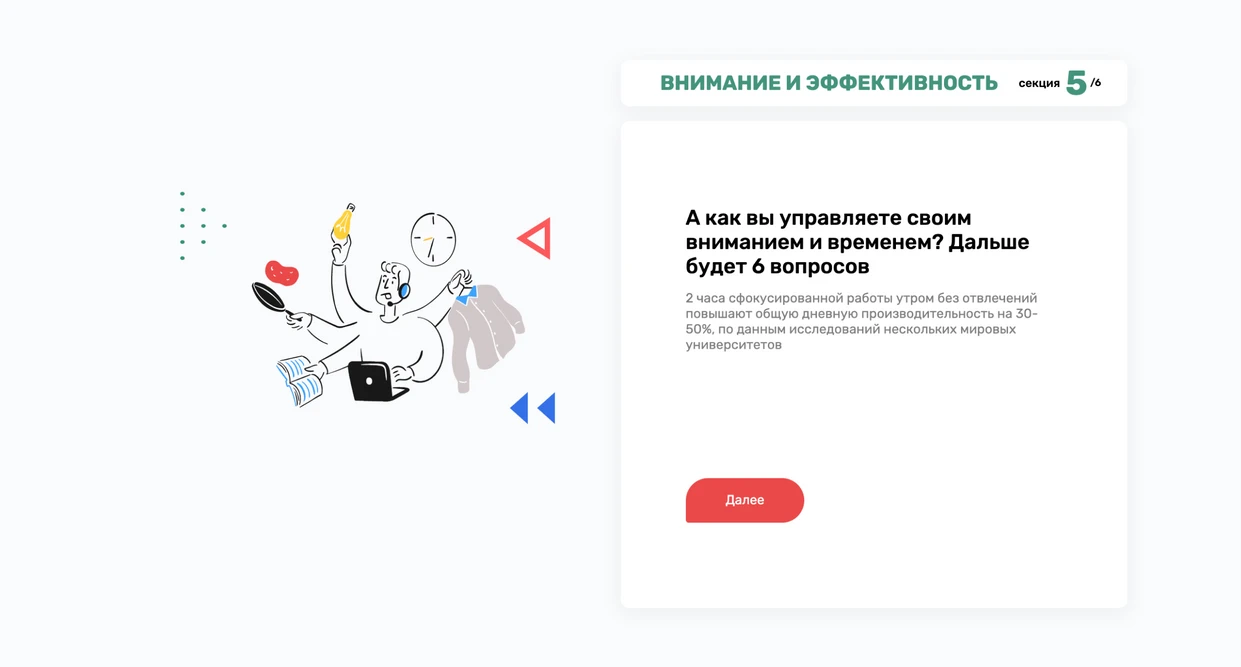 ВНИМАНИЕ И ЭФФЕКТИВНОСТЬ секция 5 /6
А как вы управляете своим
вниманием и временем? Дальше
будет 6 вопросов
2 часа сфокусированной работы утром без отвлечений
повышают общую дневную производительность на 30-
50%, по данным исследований нескольких мировых
университетов
Далее